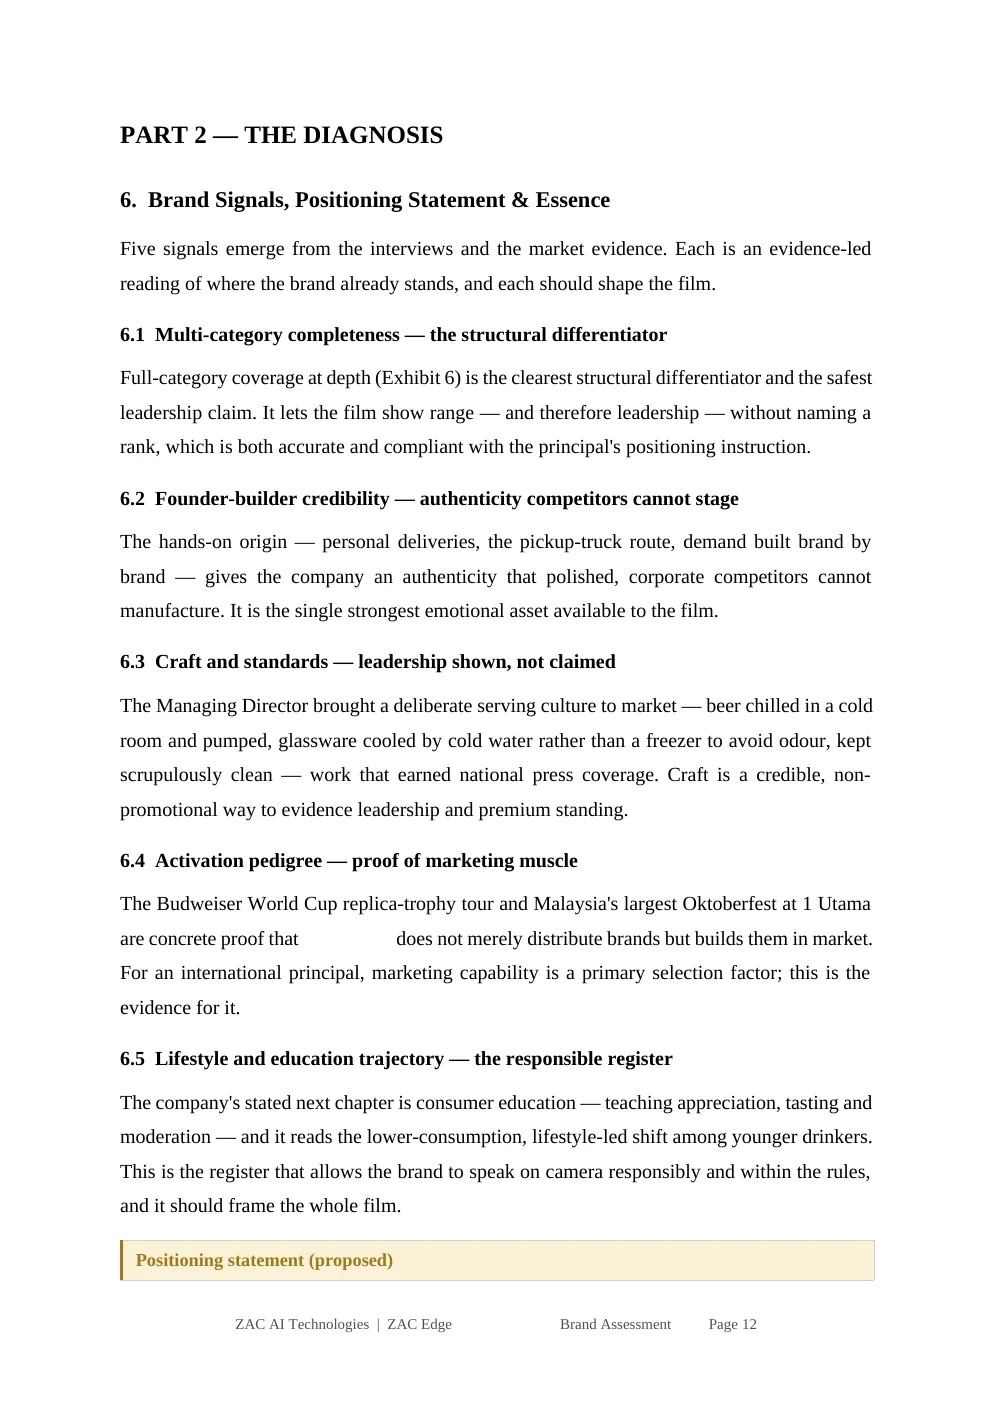 PART 2 — THE DIAGNOSIS
6. Brand Signals, Positioning Statement & Essence
Five signals emerge from the interviews and the market evidence. Each is an evidence-led
reading of where the brand already stands, and each should shape the film.
6.1 Multi-category completeness — the structural differentiator
Full-category coverage at depth (Exhibit 6) is the clearest structural differentiator and the safest
leadership claim. It lets the film show range — and therefore leadership — without naming a
rank, which is both accurate and compliant with the principal's positioning instruction.
6.2 Founder-builder credibility — authenticity competitors cannot stage
The hands-on origin — personal deliveries, the pickup-truck route, demand built brand by
brand — gives the company an authenticity that polished, corporate competitors cannot
manufacture. It is the single strongest emotional asset available to the film.
6.3 Craft and standards — leadership shown, not claimed
The Managing Director brought a deliberate serving culture to market — beer chilled in a cold
room and pumped, glassware cooled by cold water rather than a freezer to avoid odour, kept
scrupulously clean — work that earned national press coverage. Craft is a credible, non-
promotional way to evidence leadership and premium standing.
6.4 Activation pedigree — proof of marketing muscle
The Budweiser World Cup replica-trophy tour and Malaysia's largest Oktoberfest at 1 Utama
are concrete proof that does not merely distribute brands but builds them in market.
For an international principal, marketing capability is a primary selection factor; this is the
evidence for it.
6.5 Lifestyle and education trajectory — the responsible register
The company's stated next chapter is consumer education — teaching appreciation, tasting and
moderation — and it reads the lower-consumption, lifestyle-led shift among younger drinkers.
This is the register that allows the brand to speak on camera responsibly and within the rules,
and it should frame the whole film.
Positioning statement (proposed)
ZAC AI Technologies | ZAC Edge Brand Assessment Page 12